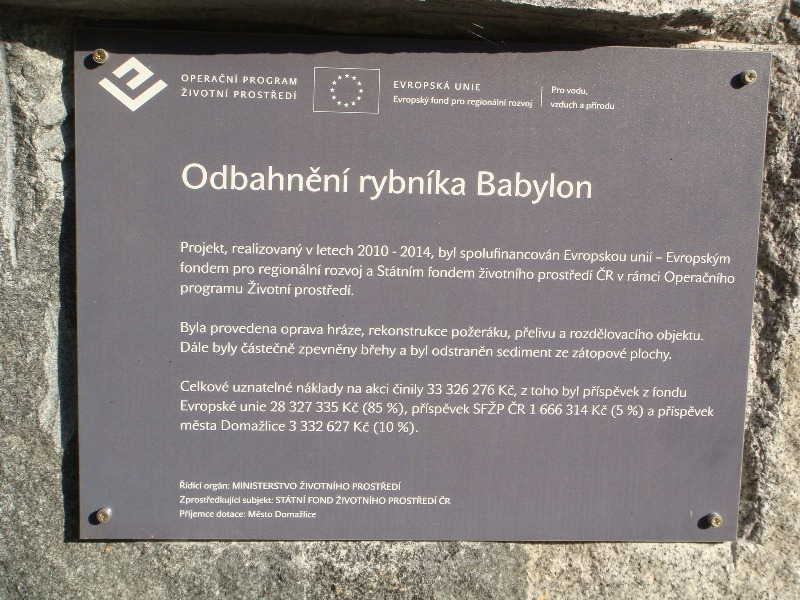 OPERAČNÍ PROGRAM
ŽIVOTNÍ PROSTŘEDÍ
EVROPSKÁ UNIE
Evropský fond pro regionální rozvoj
Pro vodu,
vzduch a přírodu
Odbahnění rybníka Babylon
Projekt, realizovaný v letech 2010 - 2014, byl spolufinancován Evropskou unií – Evropským
fondem pro regionální rozvoj a Státním fondem životního prostředí ČR v rámci Operačního
programu Životní prostředí.
Byla provedena oprava hráze, rekonstrukce požeráku, přelivu a rozdělovacího objektu.
Dále byly částečně zpevněny břehy a byl odstraněn sediment ze zátopové plochy.
Celkové uznatelné náklady na akci činily 33 326 276 Kč, z toho byl příspěvek z fondu
Evropské unie 28 327 335 Kč (85 %), příspěvek SFŽP ČR 1 666 314 Kč (5 %) a příspěvek
města Domažlice 3 332 627 Kč (10 %).
Řídící orgán: MINISTERSTVO ŽIVOTNÍHO PROSTŘEDÍ
Zprostředkující subjekt: STÁTNÍ FOND ŽIVOTNÍHO PROSTŘEDÍ ČR
Příjemce dotace: Město Domažlice